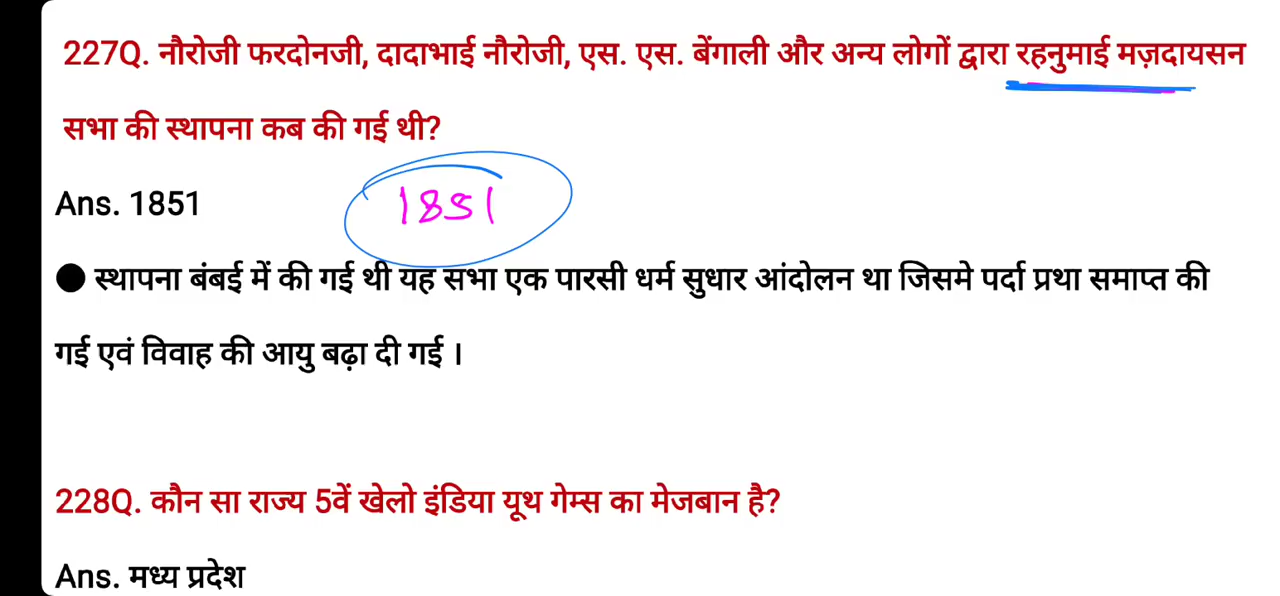 227Q. नौरोजी फरदोनजी, दादाभाई नौरोजी, एस. एस. बेंगाली और अन्य लोगों द्वारा रहनुमाई मज़दायसन
सभा की स्थापना कब की गई थी?
Ans. 1851
1851
● स्थापना बंबई में की गई थी यह सभा एक पारसी धर्म सुधार आंदोलन था जिसमे पर्दा प्रथा समाप्त की
गई एवं विवाह की आयु बढ़ा दी गई ।
228Q. कौन सा राज्य 5वें खेलो इंडिया यूथ गेम्स का मेजबान है?
Ans. मध्य प्रदेश